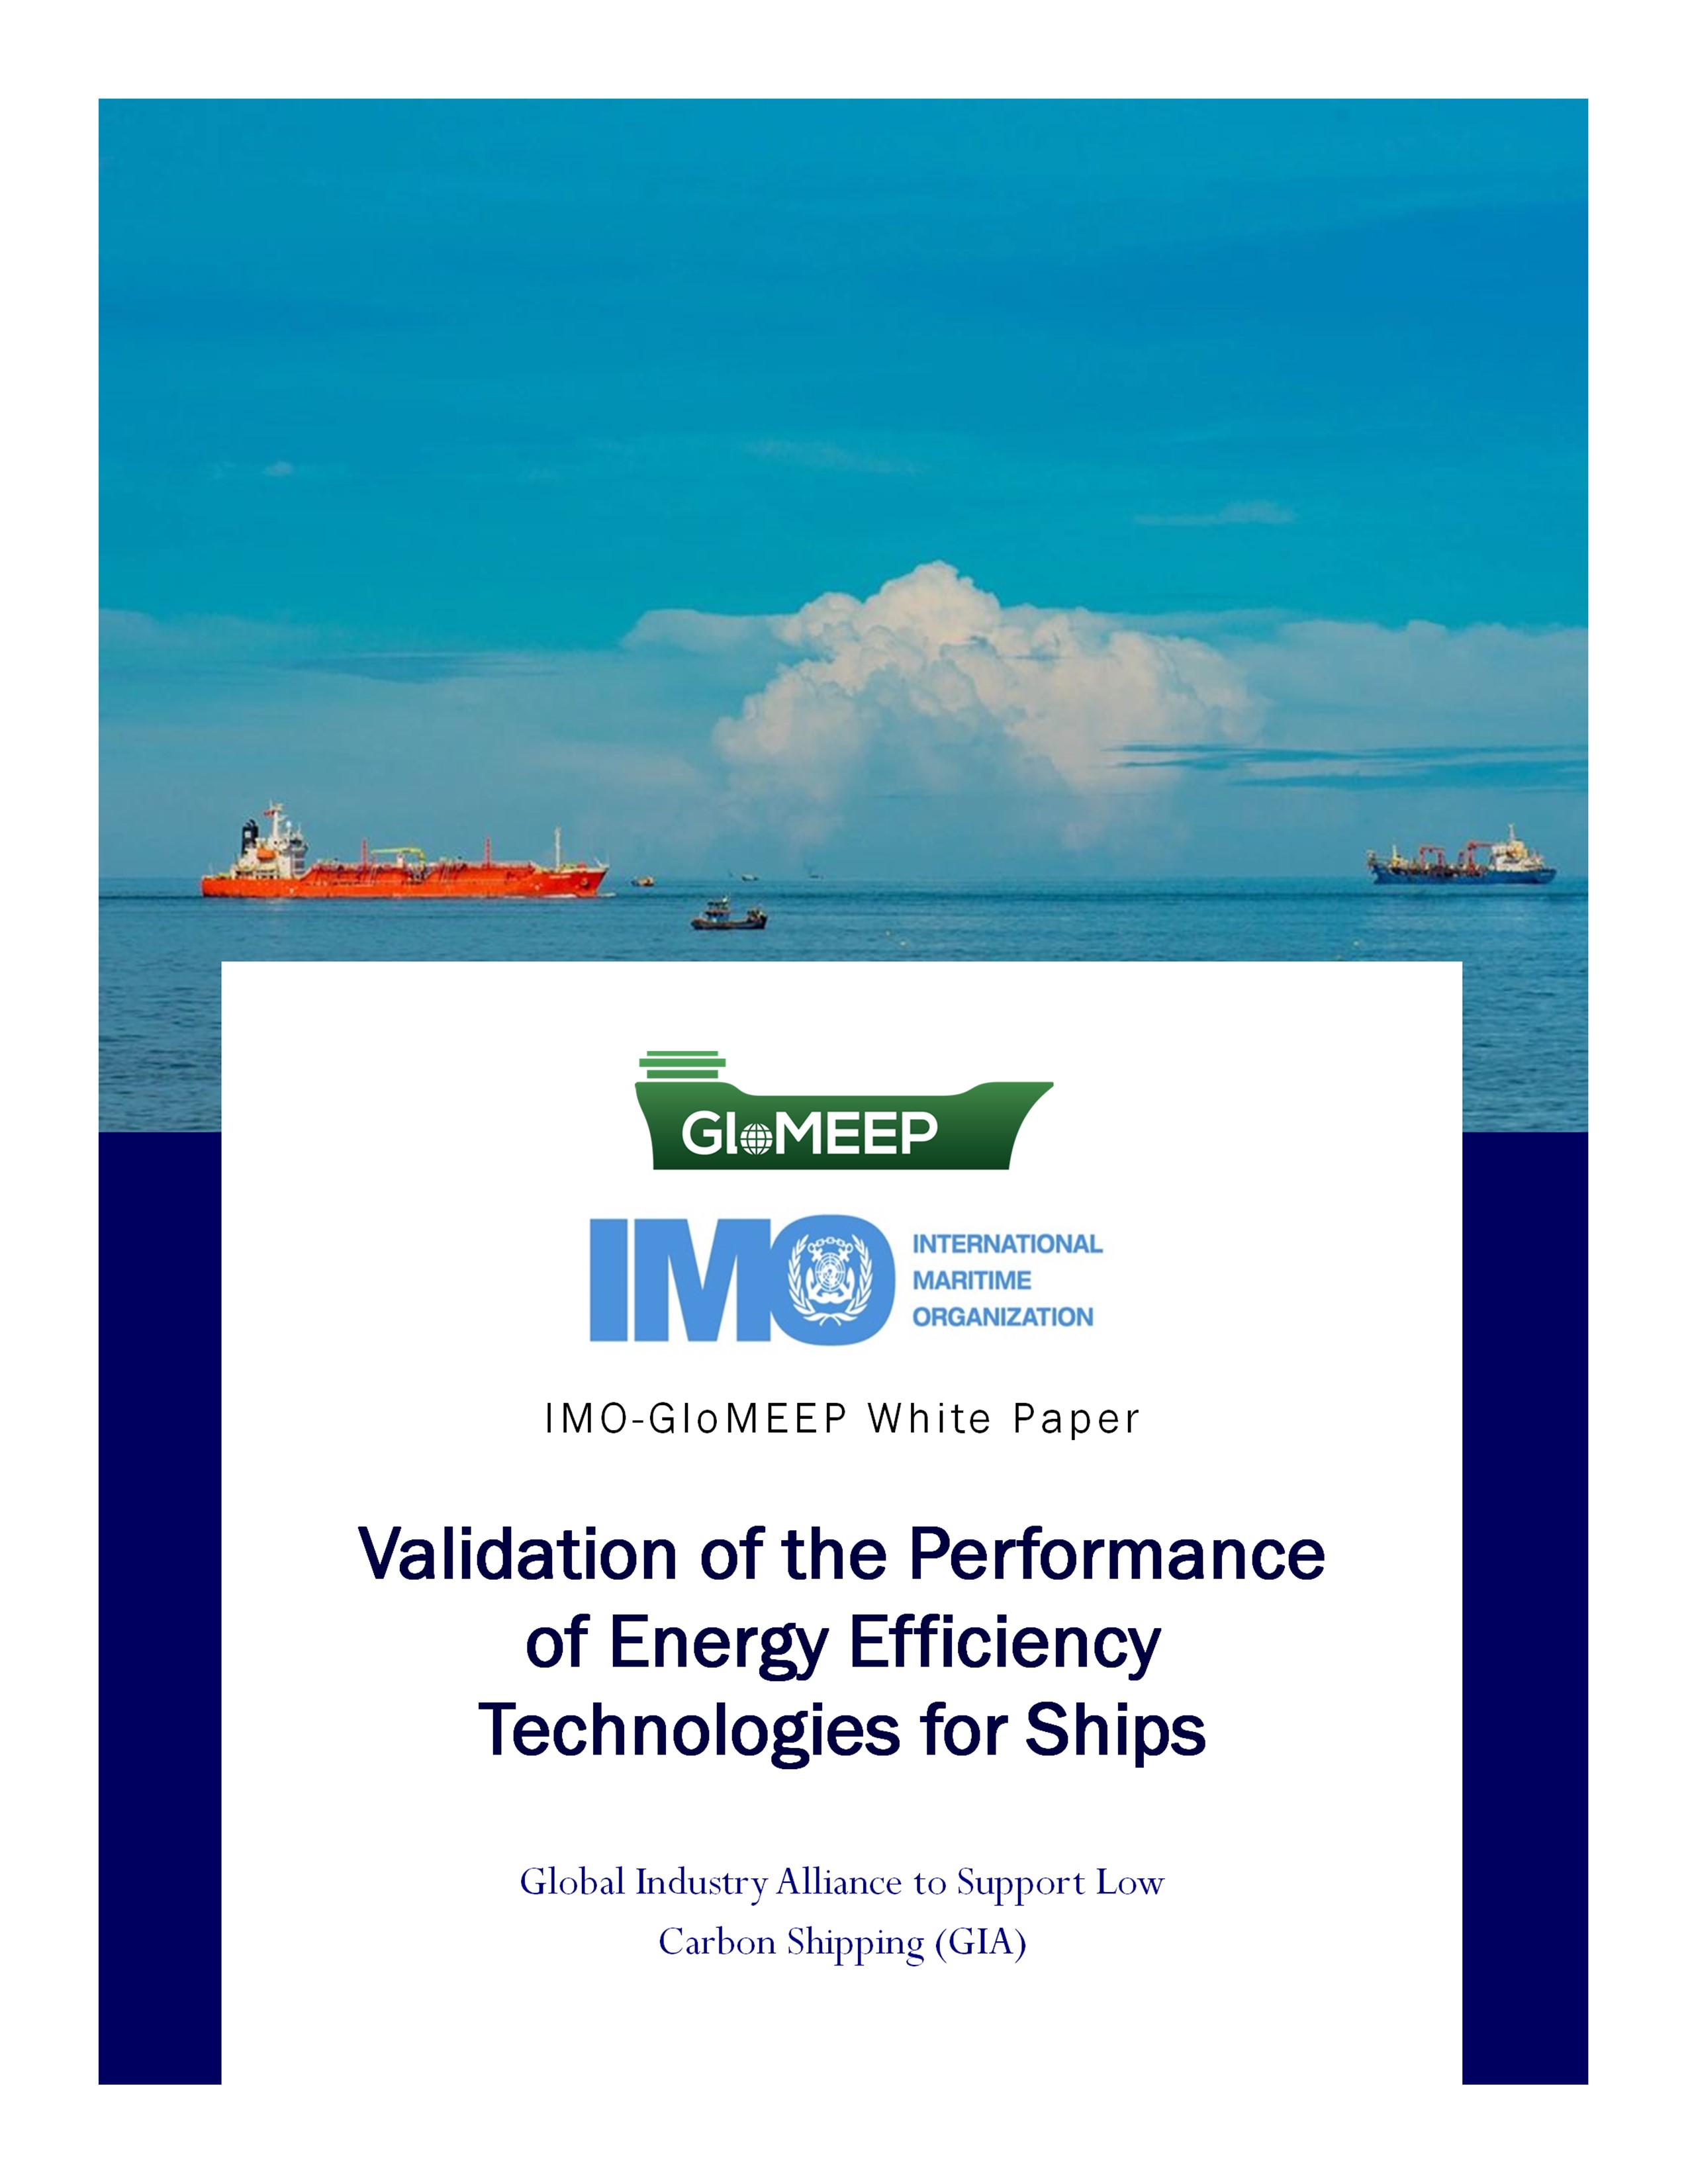 GloMEEP
IMO
INTERNATIONAL
MARITIME
ORGANIZATION
IMO-GloMEEP White Paper
Validation of the Performance
of Energy Efficiency
Technologies for Ships
Global Industry Alliance to Support Low
Carbon Shipping (GIA)